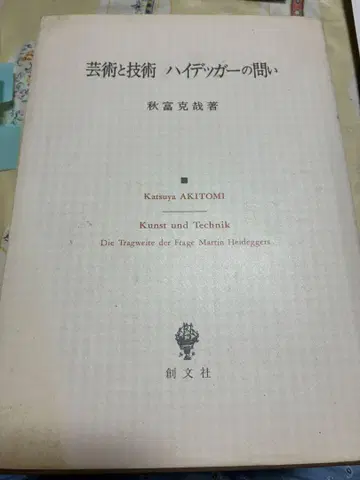 芸術と技術 ハイデッガーの問い
秋富克哉著
Katsuya AKITOMI
Kunst und Technik
Die Tragweite der Frage Martin Heideggers
創文社